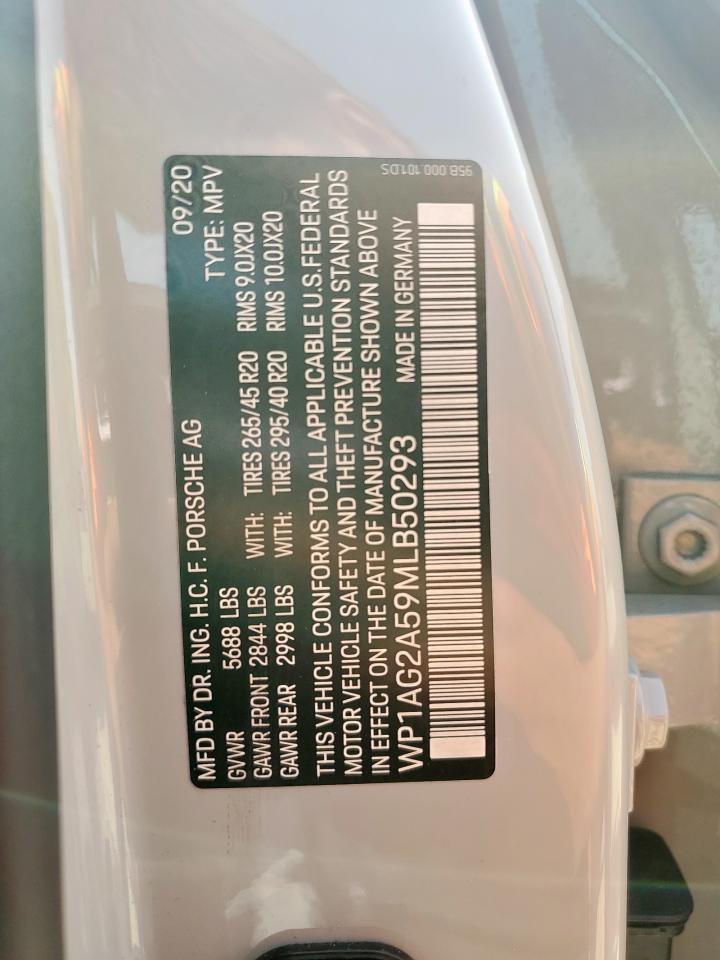 MFD BY DR. ING. H.C. F. PORSCHE AG 09/20
GVWR 5688 LBS TYPE: MPV
GAWR FRONT 2844 LBS WITH: TIRES 265/45 R20 RIMS 9.0JX20
GAWR REAR 2998 LBS WITH: TIRES 295/40 R20 RIMS 10.0JX20
THIS VEHICLE CONFORMS TO ALL APPLICABLE U.S.FEDERAL
MOTOR VEHICLE SAFETY AND THEFT PREVENTION STANDARDS
IN EFFECT ON THE DATE OF MANUFACTURE SHOWN ABOVE
WP1AG2A59MLB50293 MADE IN GERMANY
95B.000.101.DS